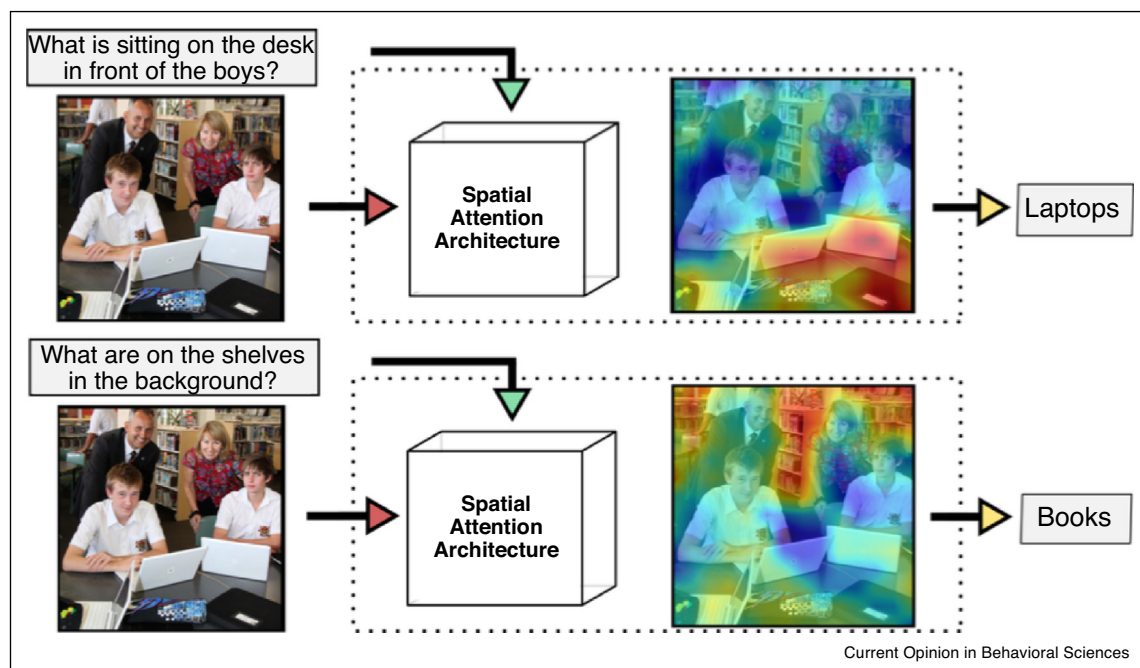 What is sitting on the desk
in front of the boys?
Spatial
Attention
Architecture
Laptops
What are on the shelves
in the background?
Spatial
Attention
Architecture
Books
Current Opinion in Behavioral Sciences